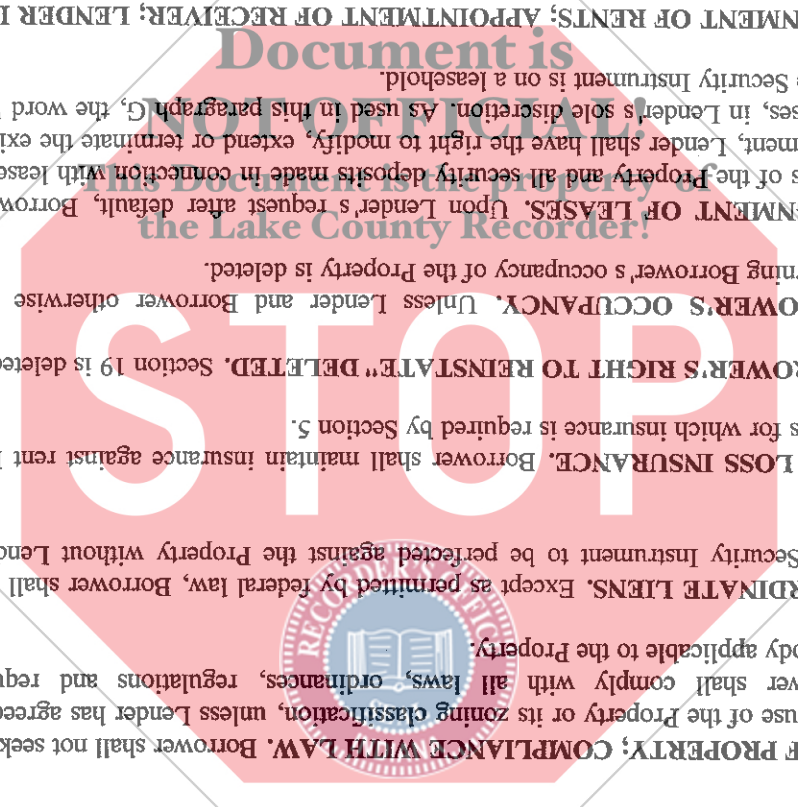 F PROPERTY; COMPLIANCE WITH LAW. Borrower shall not seek
use of the Property or its zoning classification, unless Lender has agreed
wer shall comply with all laws, ordinances, regulations and requ
ody applicable to the Property.
RDINATE LIENS. Except as permitted by federal law, Borrower shall
Security Instrument to be perfected against the Property without Lend
LOSS INSURANCE. Borrower shall maintain insurance against rent l
s for which insurance is required by Section 5.
ROWER'S RIGHT TO REINSTATE" DELETED. Section 19 is deleted
OWER'S OCCUPANCY. Unless Lender and Borrower otherwise
rning Borrower's occupancy of the Property is deleted.
NMENT OF LEASES. Upon Lender's request after default, Borrow
s of the Property and all security deposits made in connection with lease
ment, Lender shall have the right to modify, extend or terminate the exi
ses, in Lender's sole discretion. As used in this paragraph G, the word
e Security Instrument is on a leasehold.
NMENT OF RENTS; APPOINTMENT OF RECEIVER; LENDER I
Document is
NOT OFFICIAL!
This Document is the property of
the Lake County Recorder!
STOP
RECORDER'S OFFICE